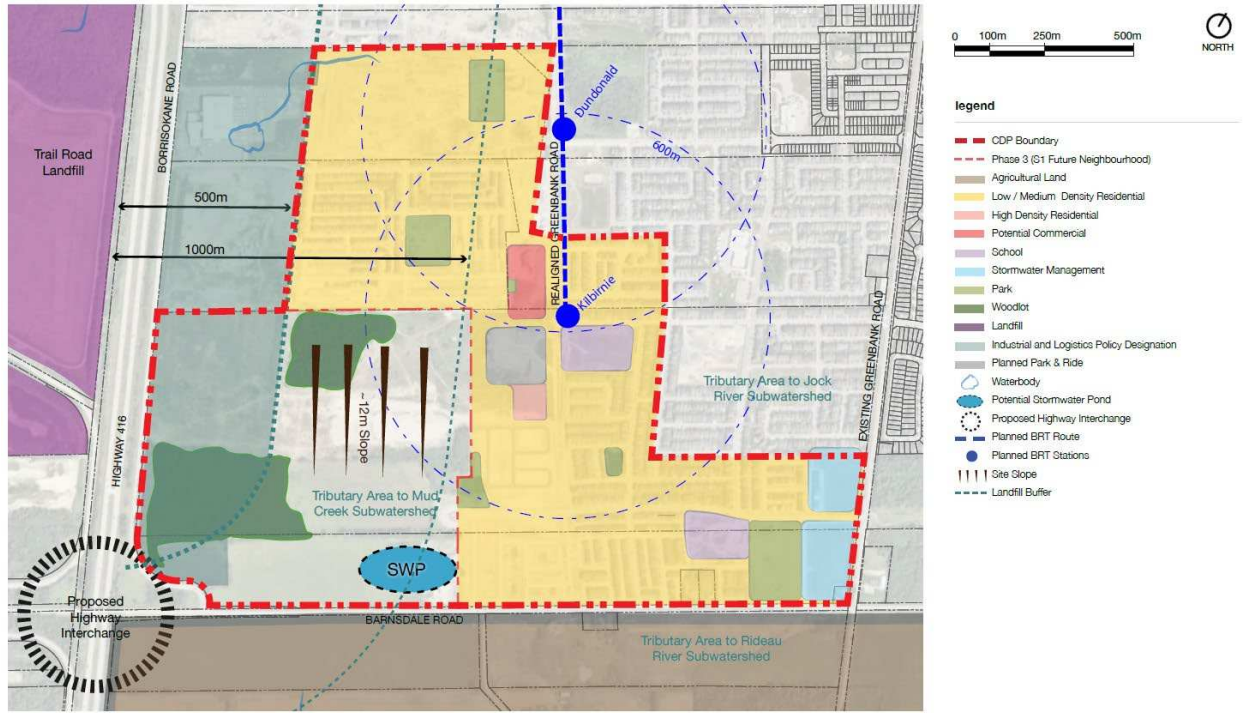 BORRISOKANE ROAD
Trail Road
Landfill
500m
1000m
Dundonald
600m
REALIGNED GREENBANK ROAD
Kilbirnie
HIGHWAY 416
~12m Slope
Tributary Area to Jock
River Subwatershed
EXISTING GREENBANK ROAD
Tributary Area to Mud
Creek Subwatershed
SWP
Proposed
Highway
Interchange
BARNSDALE ROAD
Tributary Area to Rideau
River Subwatershed
0 100m 250m 500m
NORTH
legend
CDP Boundary
Phase 3 (S1 Future Neighbourhood)
Agricultural Land
Low / Medium Density Residential
High Density Residential
Potential Commercial
School
Stormwater Management
Park
Woodlot
Landfill
Industrial and Logistics Policy Designation
Planned Park & Ride
Waterbody
Potential Stormwater Pond
Proposed Highway Interchange
Planned BRT Route
Planned BRT Stations
Site Slope
Landfill Buffer